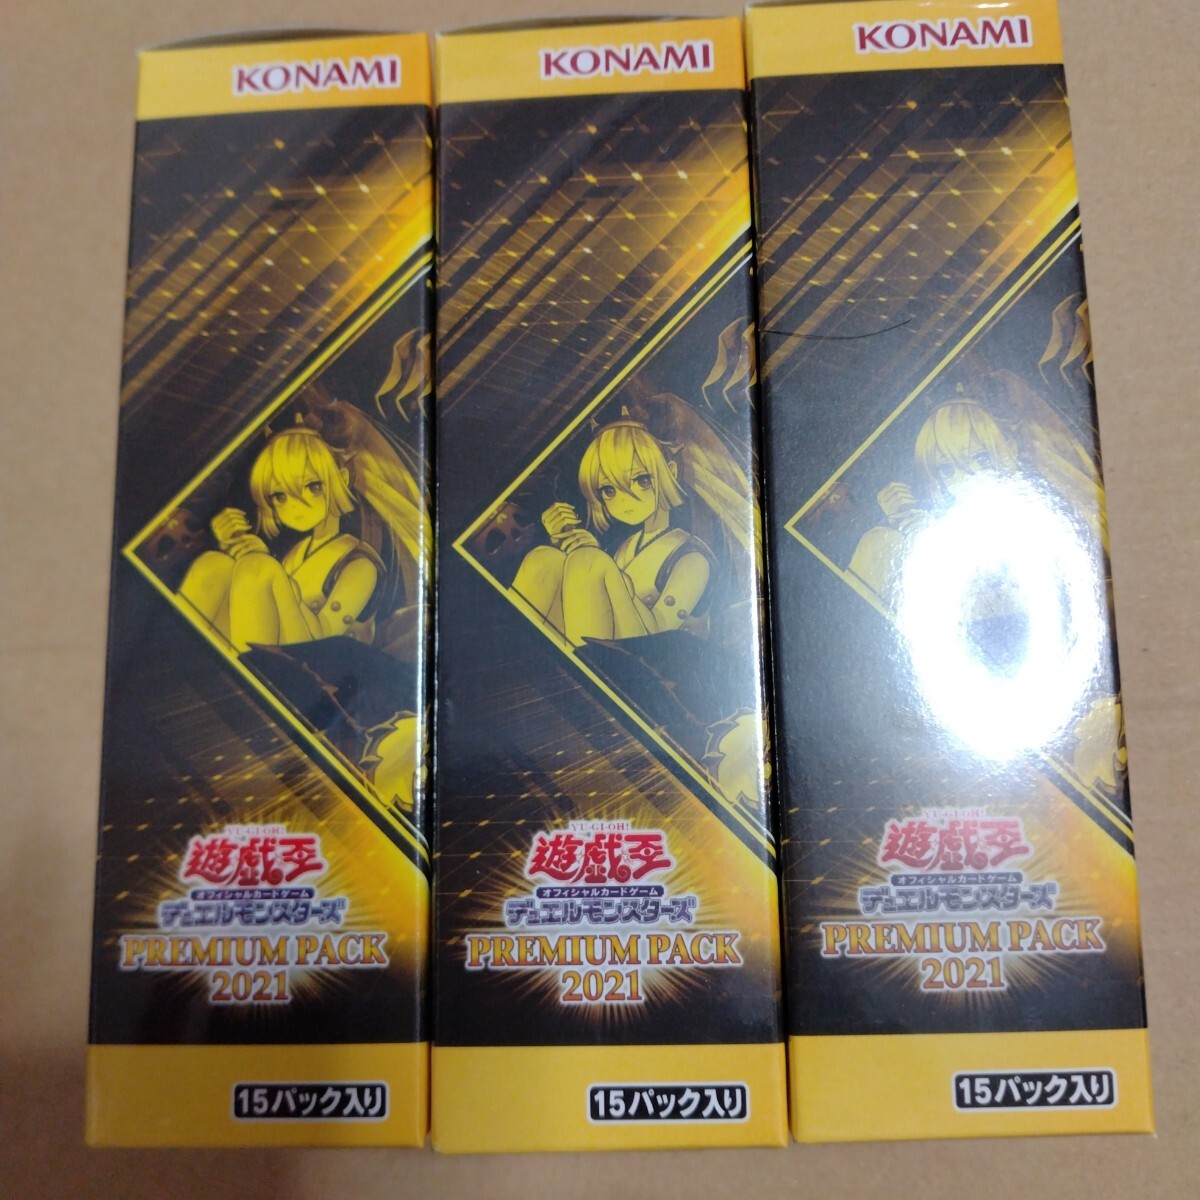 KONAMI
YU-GI-OH!
遊戯王
オフィシャルカードゲーム
デュエルモンスターズ
PREMIUM PACK
2021
15パック入り
KONAMI
YU-GI-OH!
遊戯王
オフィシャルカードゲーム
デュエルモンスターズ
PREMIUM PACK
2021
15パック入り
KONAMI
YU-GI-OH!
遊戯王
オフィシャルカードゲーム
デュエルモンスターズ
PREMIUM PACK
2021
15パック入り